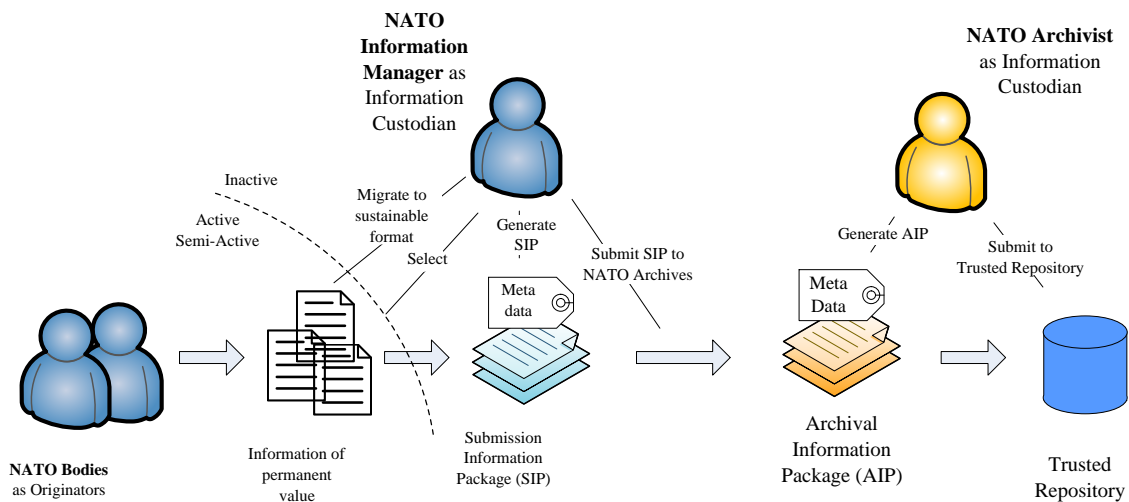 NATO
Information
Manager as
Information
Custodian
NATO Archivist
as Information
Custodian
Inactive
Active
Semi-Active
Migrate to
sustainable
format
Select
Generate
SIP
Submit SIP to
NATO Archives
Generate AIP
Submit to
Trusted Repository
Meta
data
Meta
Data
NATO Bodies
as Originators
Information of
permanent
value
Submission
Information
Package (SIP)
Archival
Information
Package (AIP)
Trusted
Repository